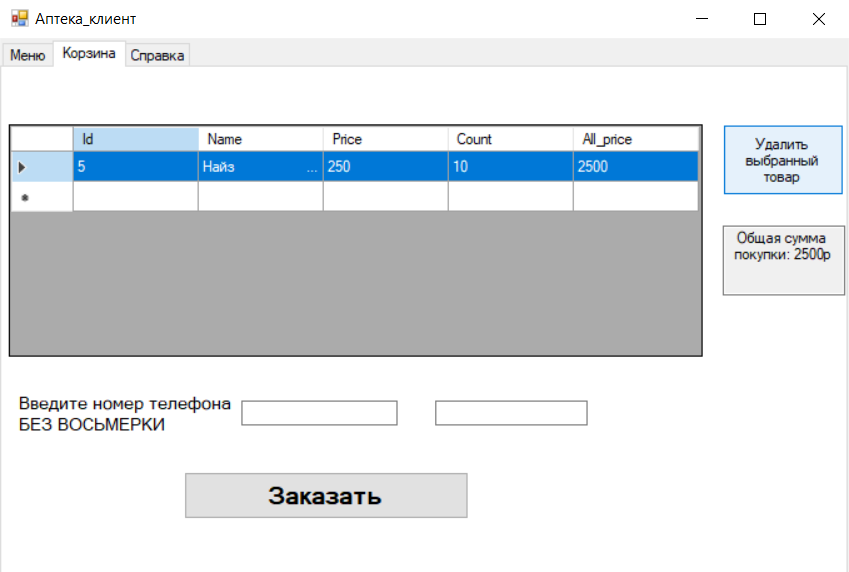 Аптека_клиент
Меню Корзина Справка
Id Name Price Count All_price
5 Найз ... 250 10 2500
Удалить
выбранный
товар
Общая сумма
покупки: 2500р
Введите номер телефона
БЕЗ ВОСЬМЕРКИ
Заказать